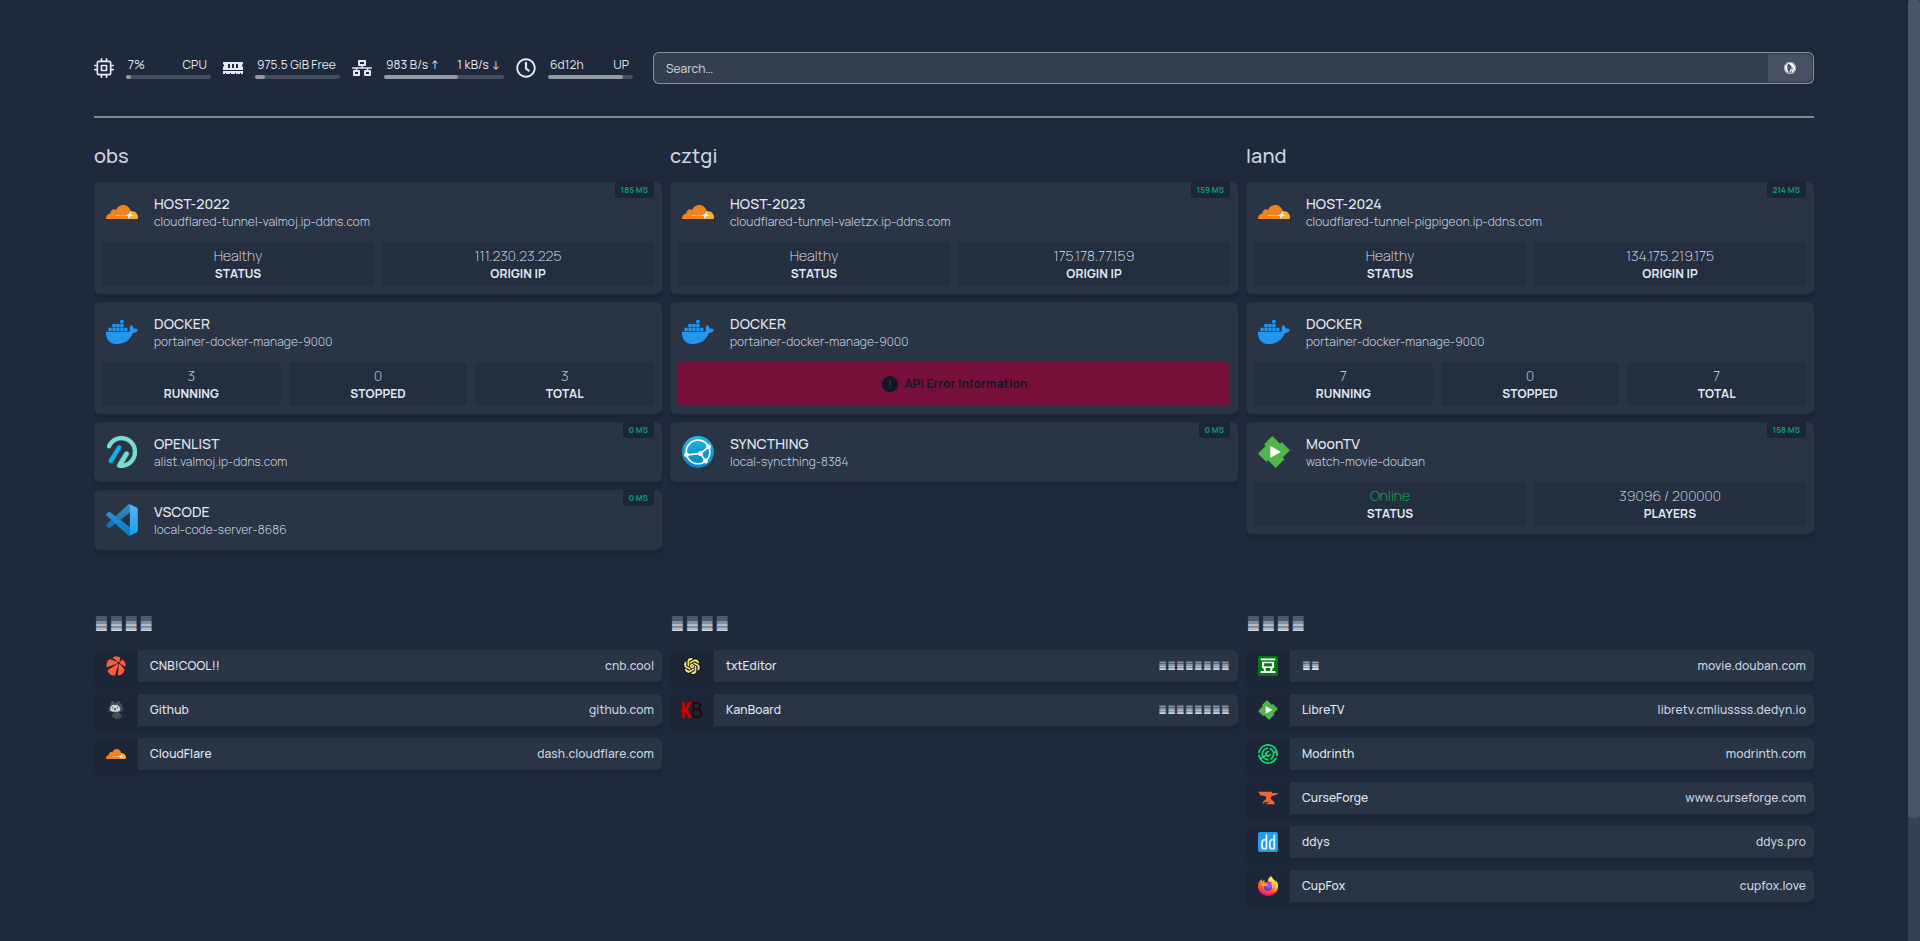 7% CPU
975.5 GiB Free
983 B/s ↑ 1 kB/s ↓
6d12h UP
Search...
obs
185 MS
HOST-2022
cloudflared-tunnel-valmoj.ip-ddns.com
Healthy
STATUS
111.230.23.225
ORIGIN IP
DOCKER
portainer-docker-manage-9000
3
RUNNING
0
STOPPED
3
TOTAL
0 MS
OPENLIST
alist.valmoj.ip-ddns.com
0 MS
VSCODE
local-code-server-8686
cztgi
159 MS
HOST-2023
cloudflared-tunnel-valetzx.ip-ddns.com
Healthy
STATUS
175.178.77.159
ORIGIN IP
DOCKER
portainer-docker-manage-9000
API Error Information
0 MS
SYNCTHING
local-syncthing-8384
land
214 MS
HOST-2024
cloudflared-tunnel-pigpigeon.ip-ddns.com
Healthy
STATUS
134.175.219.175
ORIGIN IP
DOCKER
portainer-docker-manage-9000
7
RUNNING
0
STOPPED
7
TOTAL
158 MS
MoonTV
watch-movie-douban
Online
STATUS
39096 / 200000
PLAYERS
CNB!COOL!! cnb.cool
Github github.com
CloudFlare dash.cloudflare.com
txtEditor
KB KanBoard
豆 movie.douban.com
LibreTV libretv.cmliussss.dedyn.io
Modrinth modrinth.com
CurseForge www.curseforge.com
dd ddys ddys.pro
CupFox cupfox.love